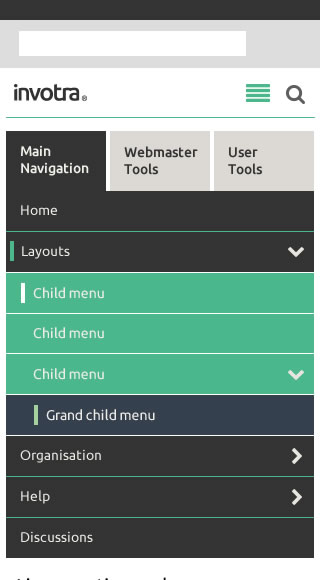 invotra®
Main
Navigation
Webmaster
Tools
User
Tools
Home
Layouts
Child menu
Child menu
Child menu
Grand child menu
Organisation
Help
Discussions